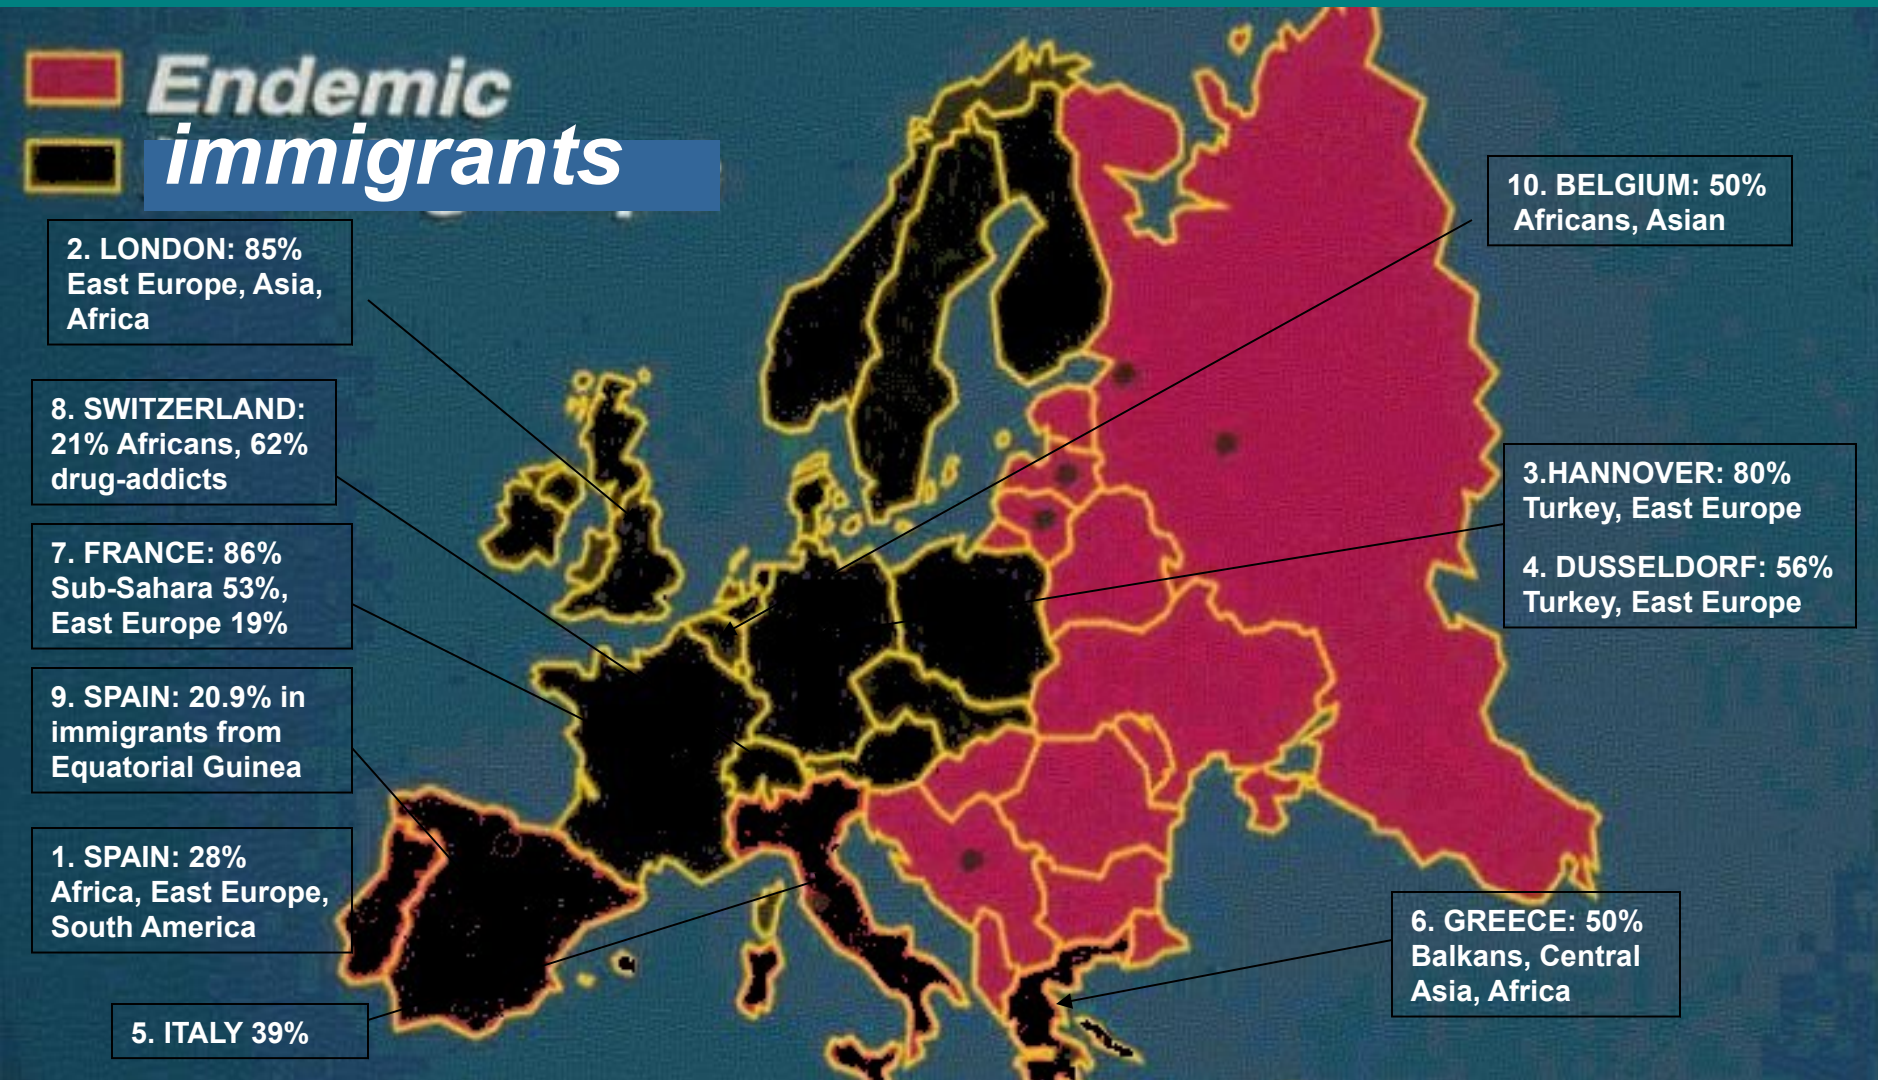 Endemic
immigrants
2. LONDON: 85%
East Europe, Asia,
Africa
8. SWITZERLAND:
21% Africans, 62%
drug-addicts
7. FRANCE: 86%
Sub-Sahara 53%,
East Europe 19%
9. SPAIN: 20.9% in
immigrants from
Equatorial Guinea
1. SPAIN: 28%
Africa, East Europe,
South America
5. ITALY 39%
10. BELGIUM: 50%
Africans, Asian
3.HANNOVER: 80%
Turkey, East Europe
4. DUSSELDORF: 56%
Turkey, East Europe
6. GREECE: 50%
Balkans, Central
Asia, Africa